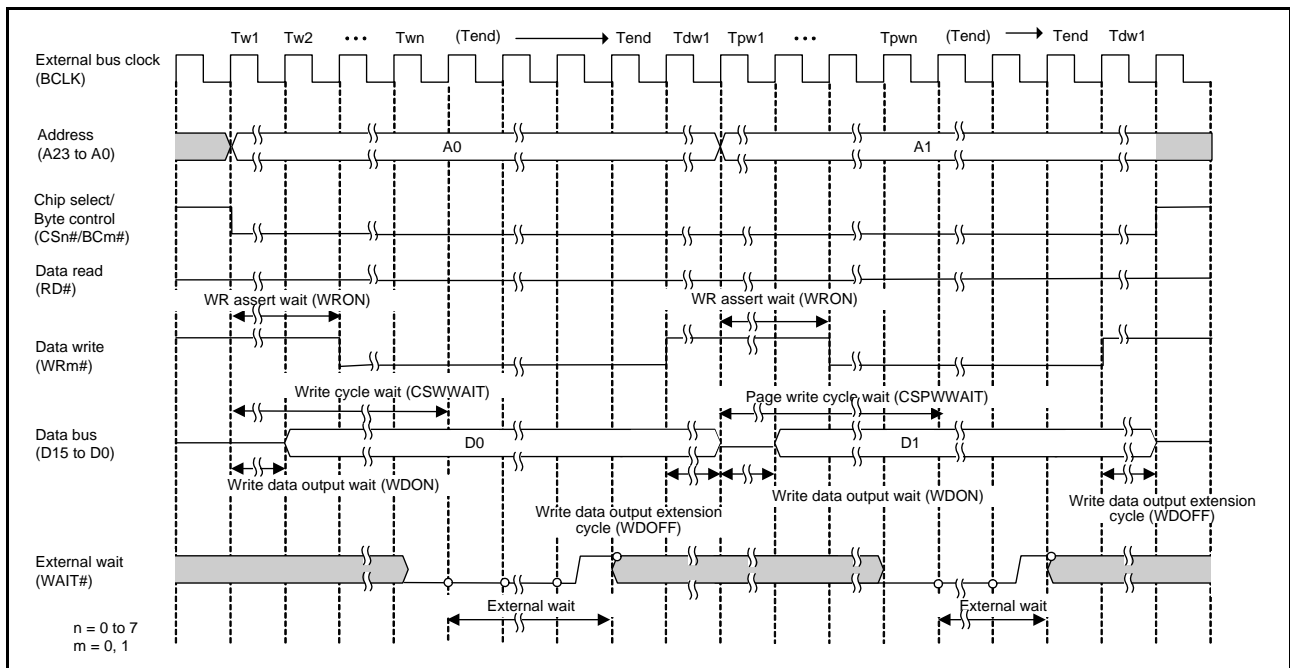 Tw1 Tw2 ••• Twn (Tend) Tend Tdw1 Tpw1 ••• Tpwn (Tend) Tend Tdw1
External bus clock
(BCLK)
Address
(A23 to A0)
A0 A1
Chip select/
Byte control
(CSn#/BCm#)
Data read
(RD#)
WR assert wait (WRON) WR assert wait (WRON)
Data write
(WRm#)
Write cycle wait (CSWWAIT) Page write cycle wait (CSPWWAIT)
Data bus
(D15 to D0)
D0 D1
Write data output wait (WDON) Write data output wait (WDON)
Write data output extension
cycle (WDOFF)
Write data output extension
cycle (WDOFF)
External wait
(WAIT#)
External wait External wait
n = 0 to 7
m = 0, 1